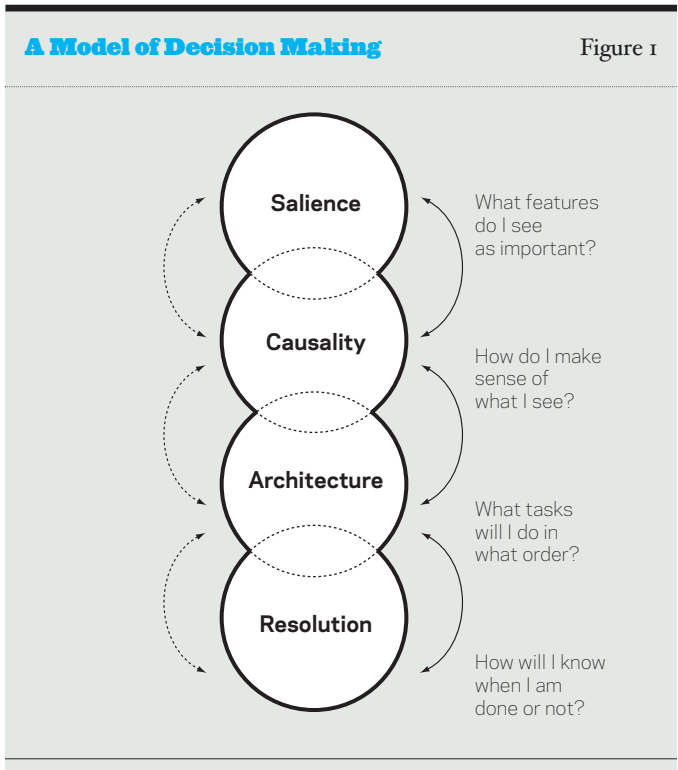 A Model of Decision Making
Figure 1
Salience
What features
do I see
as important?
Causality
How do I make
sense of
what I see?
Architecture
What tasks
will I do in
what order?
Resolution
How will I know
when I am
done or not?